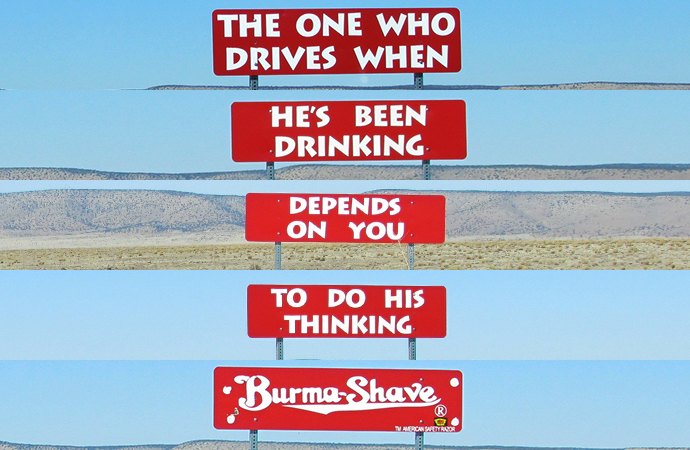 THE ONE WHO
DRIVES WHEN
HE'S BEEN
DRINKING
DEPENDS
ON YOU
TO DO HIS
THINKING
Burma-Shave
®
TM AMERICAN SAFETY RAZOR